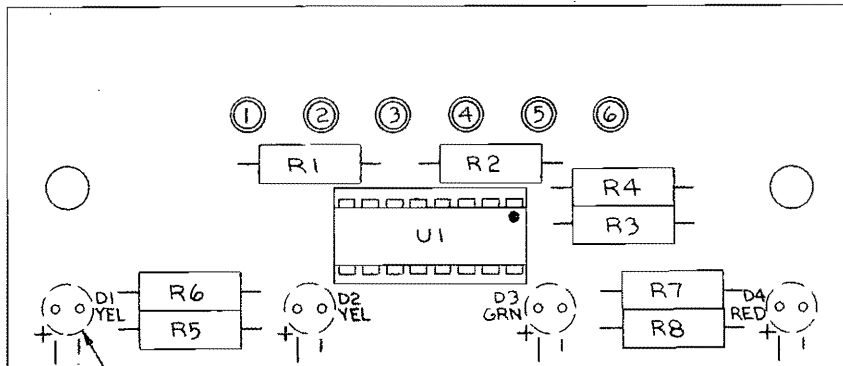 1 2 3 4 5 6
R1 R2
R4
R3
U1
R6
R5
D1
YEL
D2
YEL
D3
GRN
R7
R8
D4
RED
+ + + +